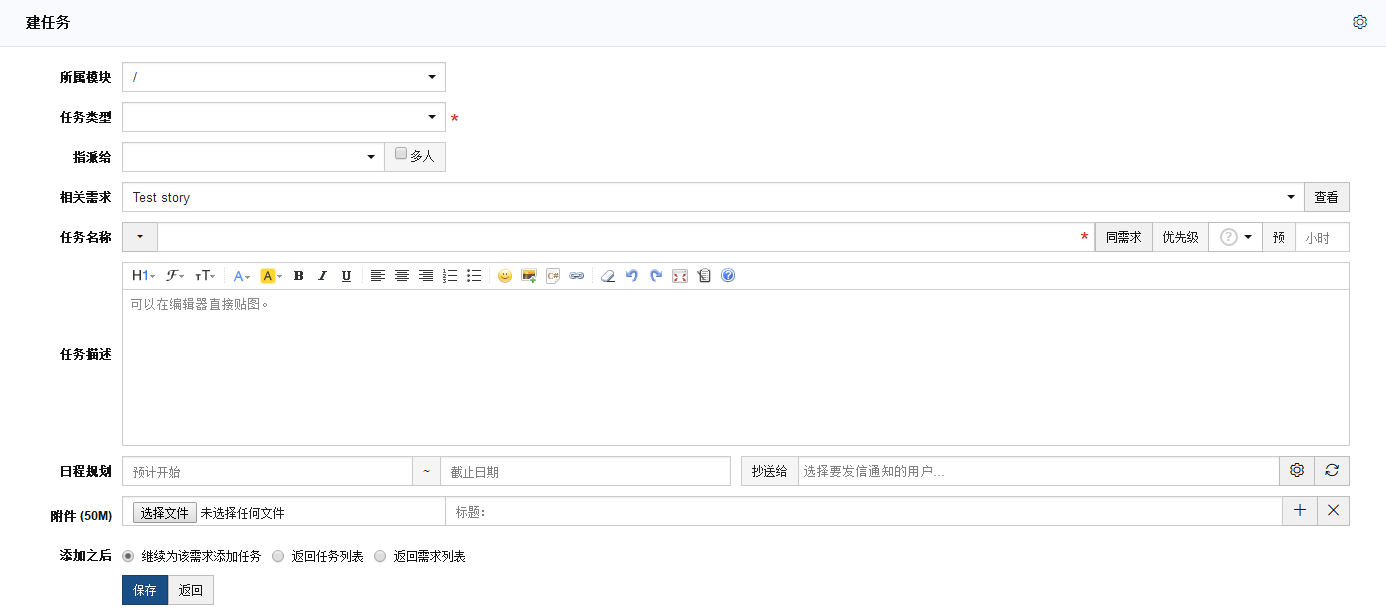 建任务
所属模块 /
任务类型 *
指派给 多人
相关需求 Test story 查看
任务名称 * 同需求 优先级 ? 预 小时
H1 F TT A A B I U C#
可以在编辑器直接贴图。
任务描述
日程规划 预计开始 ~ 截止日期 抄送给 选择要发信通知的用户...
附件 (50M) 选择文件 未选择任何文件 标题：
添加之后 继续为该需求添加任务 返回任务列表 返回需求列表
保存 返回